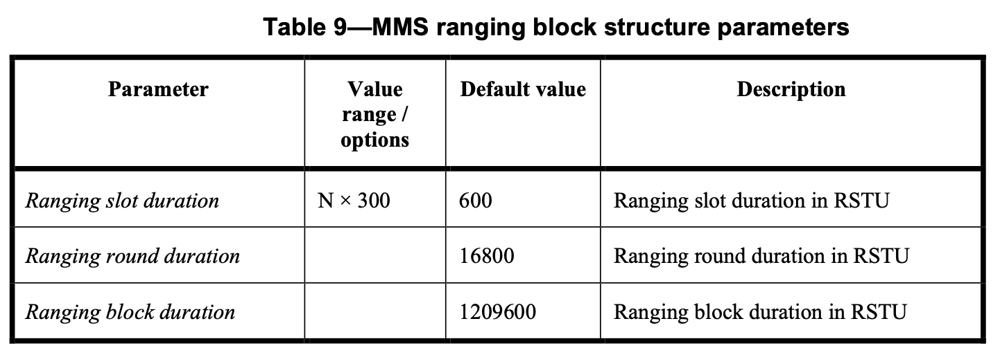 Table 9—MMS ranging block structure parameters
Parameter
Value
range /
options
Default value
Description
Ranging slot duration
N × 300
600
Ranging slot duration in RSTU
Ranging round duration
16800
Ranging round duration in RSTU
Ranging block duration
1209600
Ranging block duration in RSTU